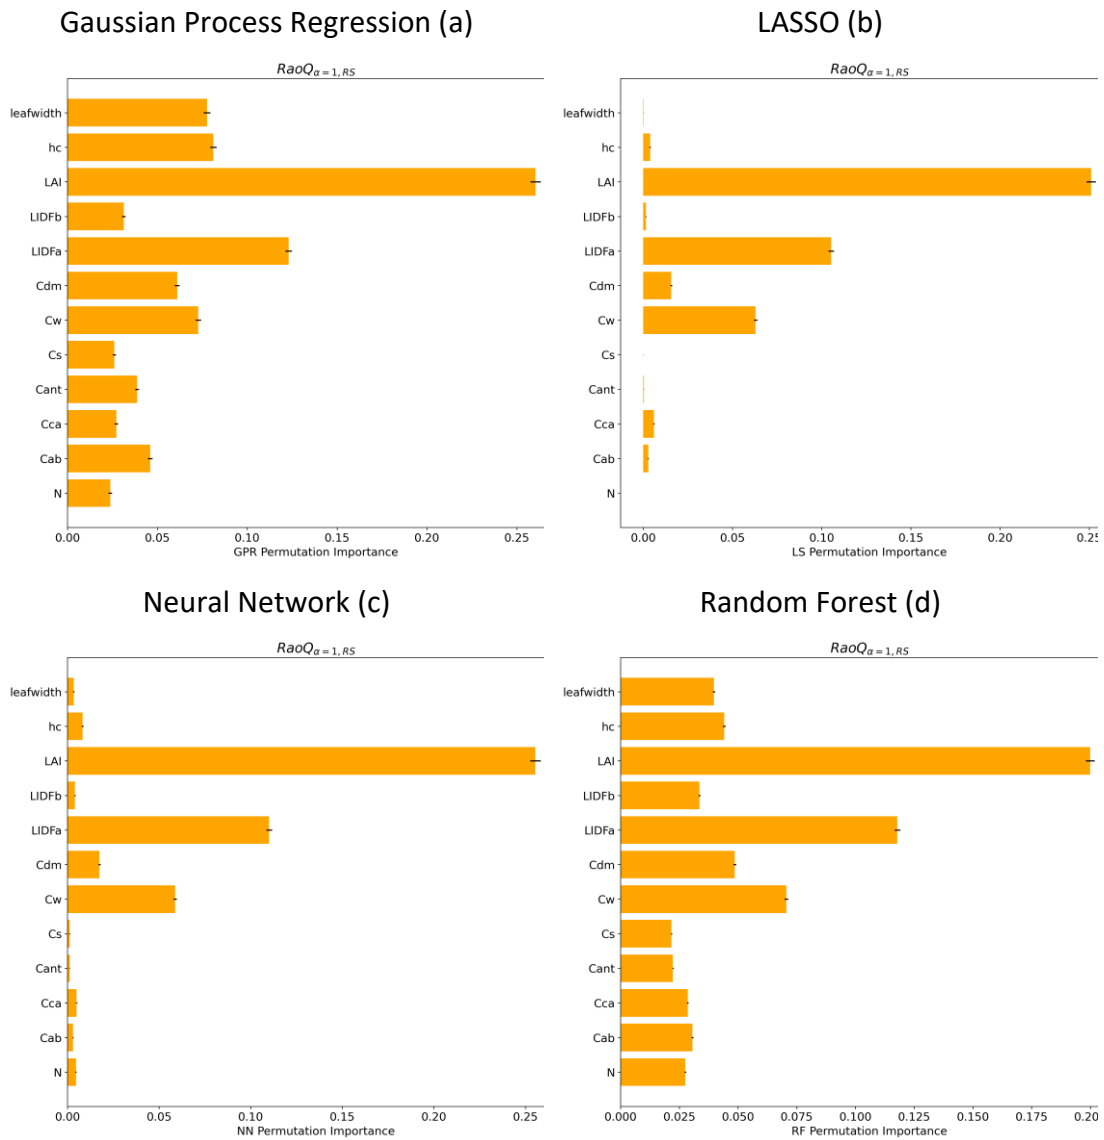 Gaussian Process Regression (a)
RaoQα = 1, RS
leafwidth
hc
LAI
LIDFb
LIDFa
Cdm
Cw
Cs
Cant
Cca
Cab
N
0.00 0.05 0.10 0.15 0.20 0.25
GPR Permutation Importance
LASSO (b)
RaoQα = 1, RS
leafwidth
hc
LAI
LIDFb
LIDFa
Cdm
Cw
Cs
Cant
Cca
Cab
N
0.00 0.05 0.10 0.15 0.20 0.25
LS Permutation Importance
Neural Network (c)
RaoQα = 1, RS
leafwidth
hc
LAI
LIDFb
LIDFa
Cdm
Cw
Cs
Cant
Cca
Cab
N
0.00 0.05 0.10 0.15 0.20 0.25
NN Permutation Importance
Random Forest (d)
RaoQα = 1, RS
leafwidth
hc
LAI
LIDFb
LIDFa
Cdm
Cw
Cs
Cant
Cca
Cab
N
0.000 0.025 0.050 0.075 0.100 0.125 0.150 0.175 0.200
RF Permutation Importance